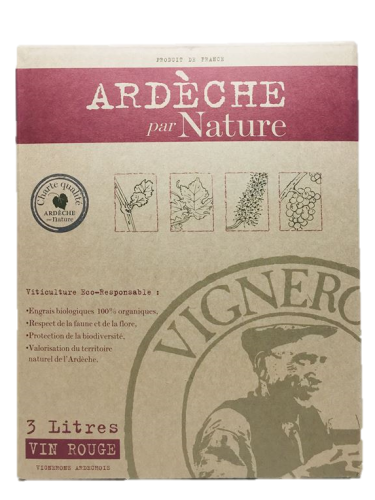 PRODUIT DE FRANCE
ARDÈCHE
par Nature
Charte qualité
ARDÈCHE
par Nature
Viticulture Eco-Responsable :
•Engrais biologiques 100% organiques,
•Respect de la faune et de la flore,
•Protection de la biodiversité,
•Valorisation du territoire
naturel de l'Ardèche.
VIGNERON
3 Litres
VIN ROUGE
VIGNERONS ARDECHOIS